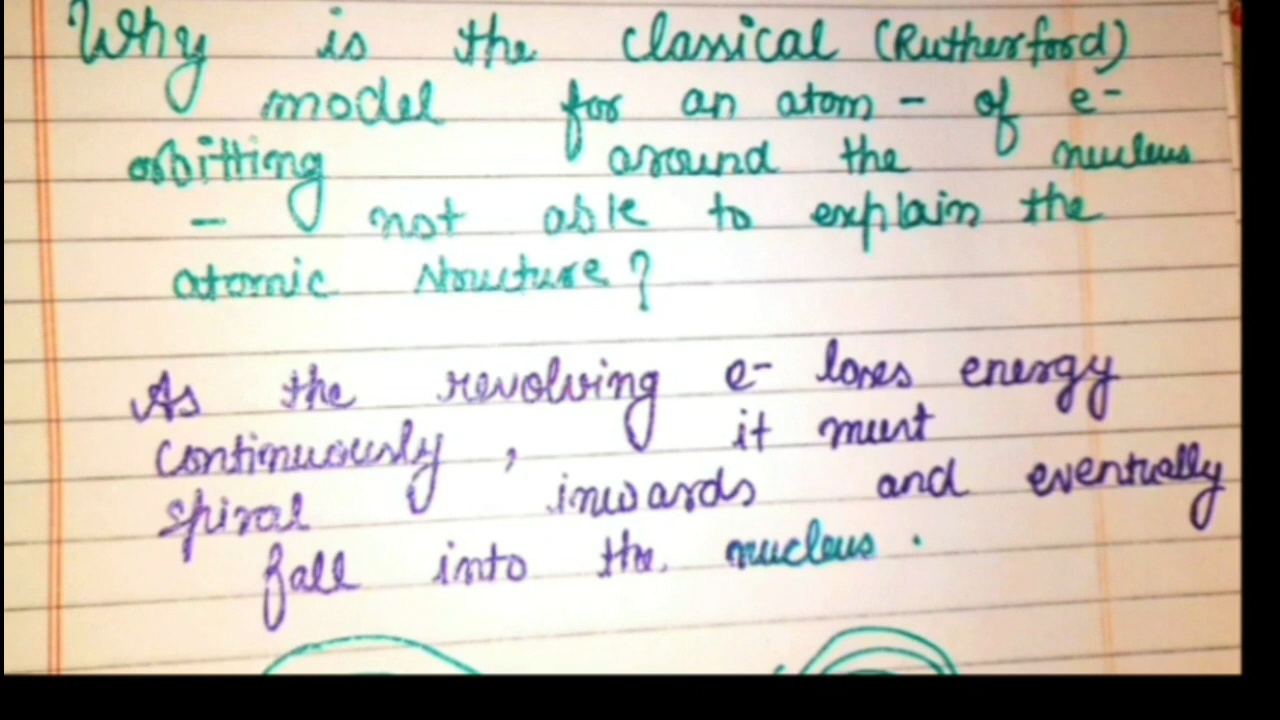 Why is the classical (Rutherford)
model for an atom - of e-
orbitting around the nucleus
- not able to explain the
atomic structure?
As the revolving e- loses energy
continuously, it must
spiral inwards and eventually
fall into the nucleus.